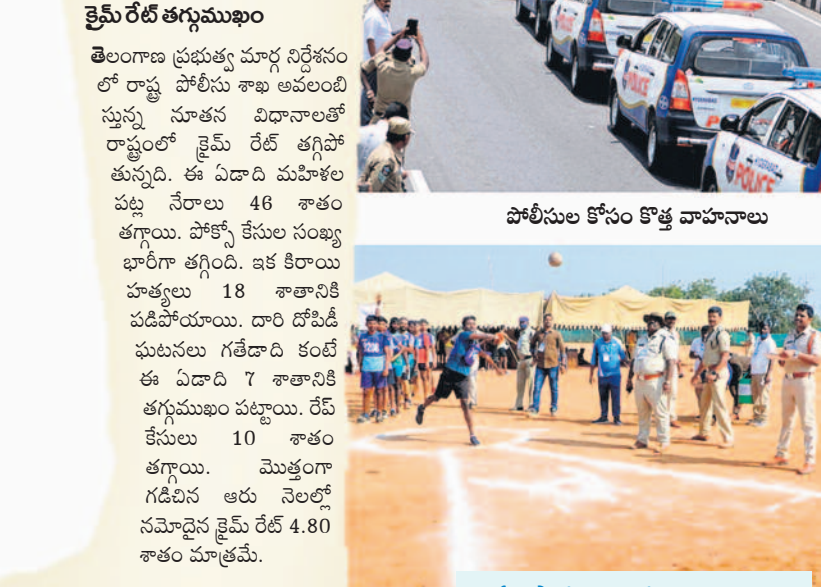 క్రైమ్ రేట్ తగ్గుముఖం
తెలంగాణ ప్రభుత్వ మార్గ నిర్దేశనం
లో రాష్ట్ర పోలీసు శాఖ అవలంబి
స్తున్న నూతన విధానాలతో
రాష్ట్రంలో క్రైమ్ రేట్ తగ్గిపో
తున్నది. ఈ ఏడాది మహిళల
పట్ల నేరాలు 46 శాతం
తగ్గాయి. పోక్సో కేసుల సంఖ్య
భారీగా తగ్గింది. ఇక కిరాయి
హత్యలు 18 శాతానికి
పడిపోయాయి. దారి దోపిడీ
ఘటనలు గతేడాది కంటే
ఈ ఏడాది 7 శాతానికి
తగ్గుముఖం పట్టాయి. రేప్
కేసులు 10 శాతం
తగ్గాయి. మొత్తంగా
గడిచిన ఆరు నెలల్లో
నమోదైన క్రైమ్ రేట్ 4.80
శాతం మాత్రమే.
POLICE
POLICE
పోలీసుల కోసం కొత్త వాహనాలు